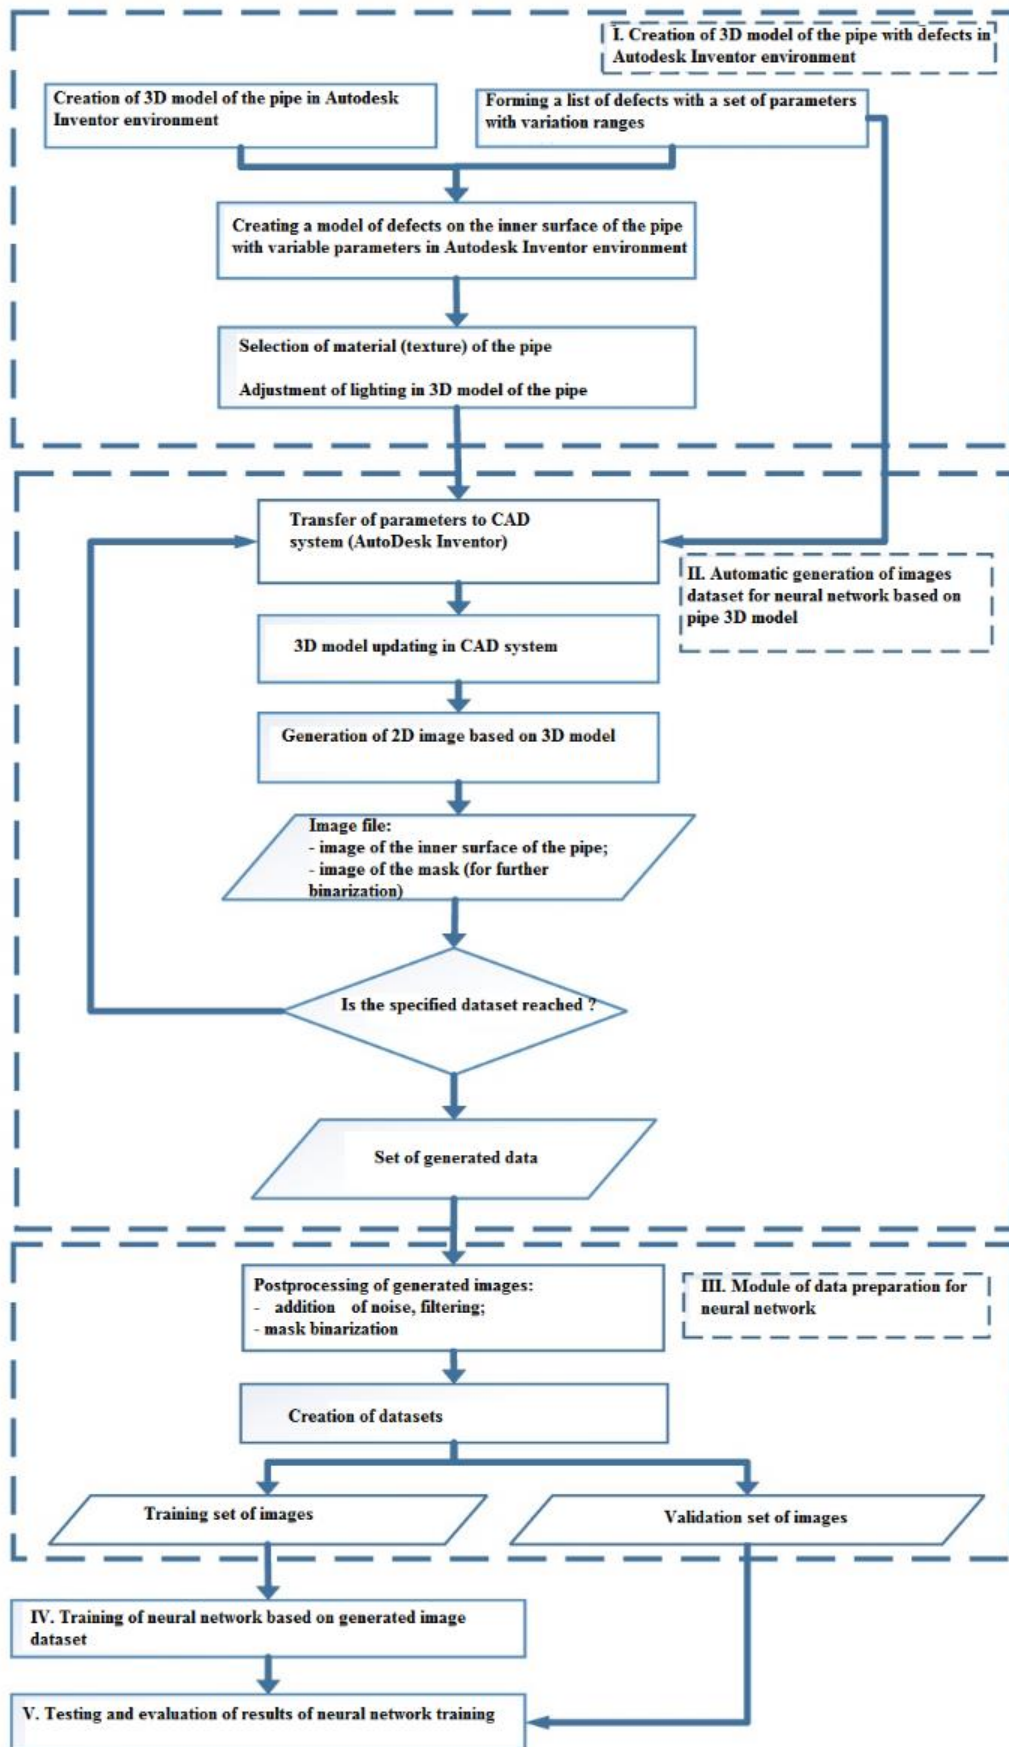 I. Creation of 3D model of the pipe with defects in
Autodesk Inventor environment
Creation of 3D model of the pipe in Autodesk
Inventor environment
Forming a list of defects with a set of parameters
with variation ranges
Creating a model of defects on the inner surface of the pipe
with variable parameters in Autodesk Inventor environment
Selection of material (texture) of the pipe
Adjustment of lighting in 3D model of the pipe
Transfer of parameters to CAD
system (AutoDesk Inventor)
II. Automatic generation of images
dataset for neural network based on
pipe 3D model
3D model updating in CAD system
Generation of 2D image based on 3D model
Image file:
- image of the inner surface of the pipe;
- image of the mask (for further
binarization)
Is the specified dataset reached ?
Set of generated data
Postprocessing of generated images:
- addition of noise, filtering;
- mask binarization
III. Module of data preparation for
neural network
Creation of datasets
Training set of images
Validation set of images
IV. Training of neural network based on generated image
dataset
V. Testing and evaluation of results of neural network training